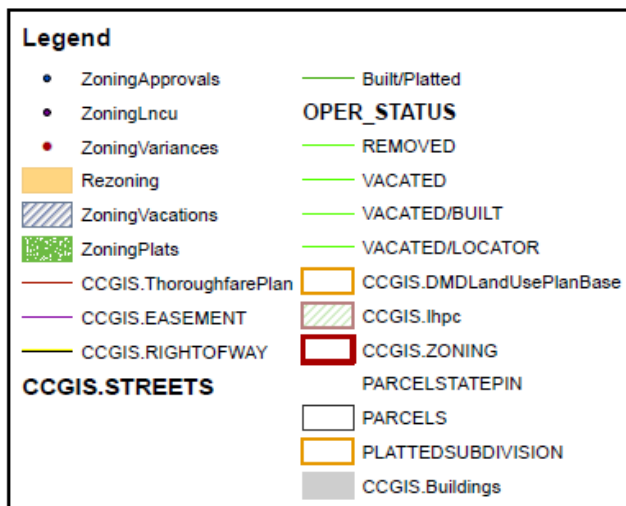 Legend
ZoningApprovals
ZoningLncu
ZoningVariances
Rezoning
ZoningVacations
ZoningPlats
CCGIS.ThoroughfarePlan
CCGIS.EASEMENT
CCGIS.RIGHTOFWAY
CCGIS.STREETS
Built/Platted
OPER_STATUS
REMOVED
VACATED
VACATED/BUILT
VACATED/LOCATOR
CCGIS.DMDLandUsePlanBase
CCGIS.Ihpc
CCGIS.ZONING
PARCELSTATEPIN
PARCELS
PLATTEDSUBDIVISION
CCGIS.Buildings